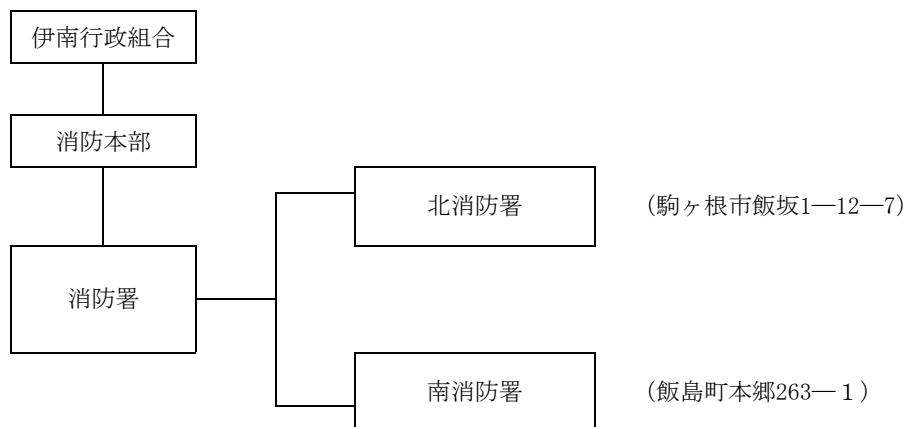 伊南行政組合
消防本部
消防署
北消防署 (駒ヶ根市飯坂1―12―7)
南消防署 (飯島町本郷263―１)